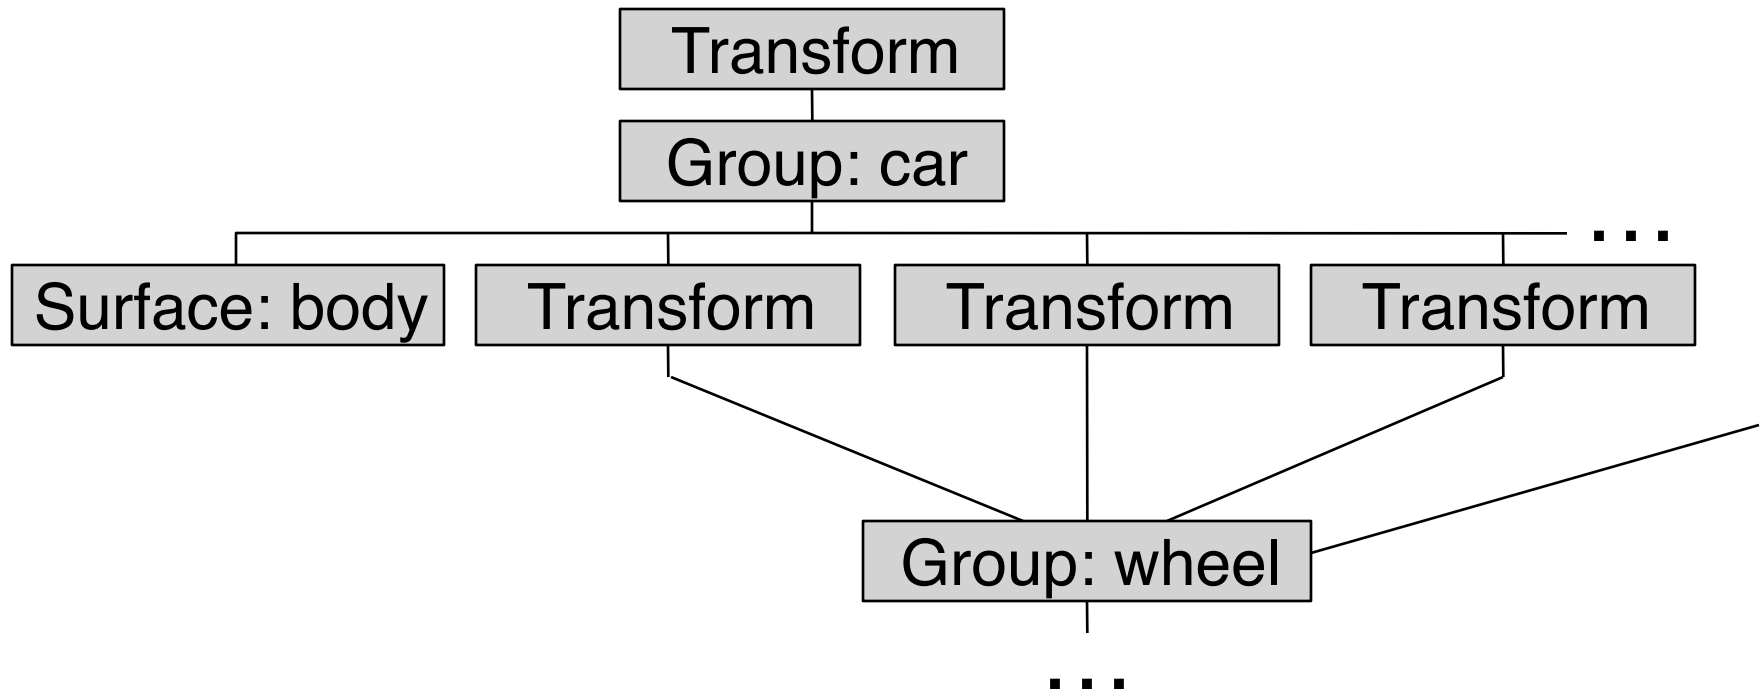 Transform
Group: car
...
Surface: body
Transform
Transform
Transform
Group: wheel
...